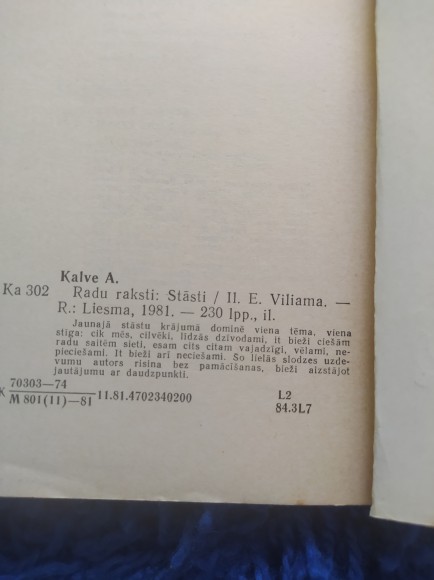 Kalve A.
Ka 302 Radu raksti: Stāsti / Il. E. Viliama. —
R.: Liesma, 1981. — 230 lpp., il.
Jaunajā stāstu krājumā dominē viena tēma, viena
stīga: cik mēs, cilvēki, līdzās dzīvodami, it bieži ciešām
radu saitēm sieti, esam cits citam vajadzīgi, vēlami, ne-
pieciešami. It bieži arī neciešami. So lielās slodzes uzde-
vumu autors risina bez pamācīšanas, bieži aizstājot
jautājumu ar daudzpunkti.
K 70303—74
M 801(11)—81 11.81.4702340200 L2
84.3L7